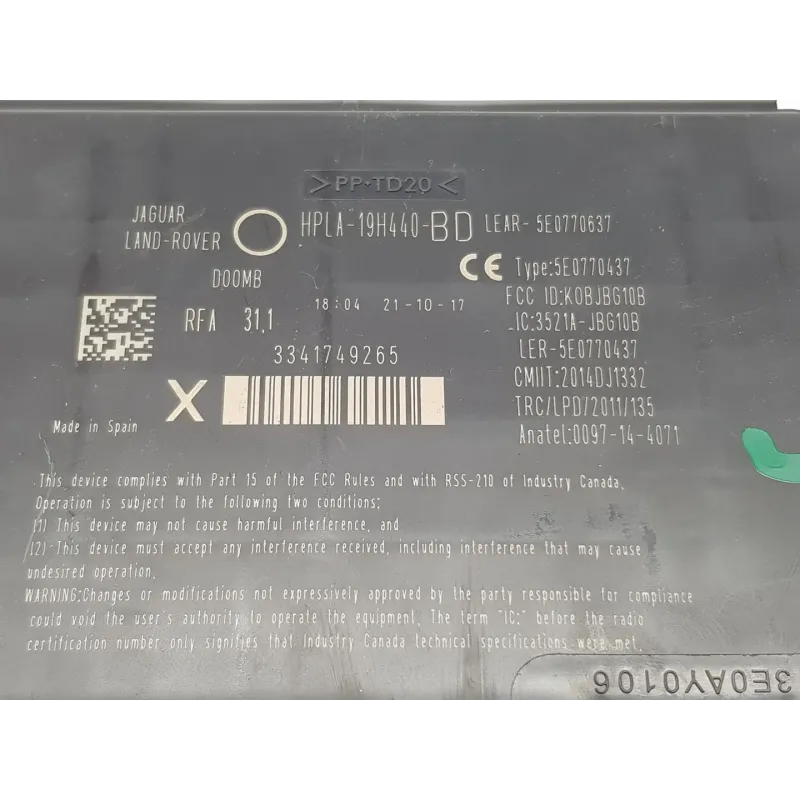 >PP-TD20<
JAGUAR
LAND-ROVER
HPLA-19H440-BD LEAR- 5E0770637
D00MB
CE Type:5E0770437
RFA 31,1
18:04 21-10-17
FCC ID:KOBJBG10B
IC:3521A-JBG10B
3341749265
LER-5E0770437
X
CMIIT:2014DJ1332
TRC/LPD/2011/135
Made in Spain
Anatel:0097-14-4071
This device complies with Part 15 of the FCC Rules and with RSS-210 of Industry Canada.
Operation is subject to the following two conditions:
(1) This device may not cause harmful interference, and
(2) This device must accept any interference received, including interference that may cause
undesired operation.
WARNING:Changes or modifications not expressively approved by the party responsible for compliance
could void the user's authority to operate the equipment. The term "IC:" before the radio
certification number only signifies that Industry Canada technical specifications were met.
3E0AY0106